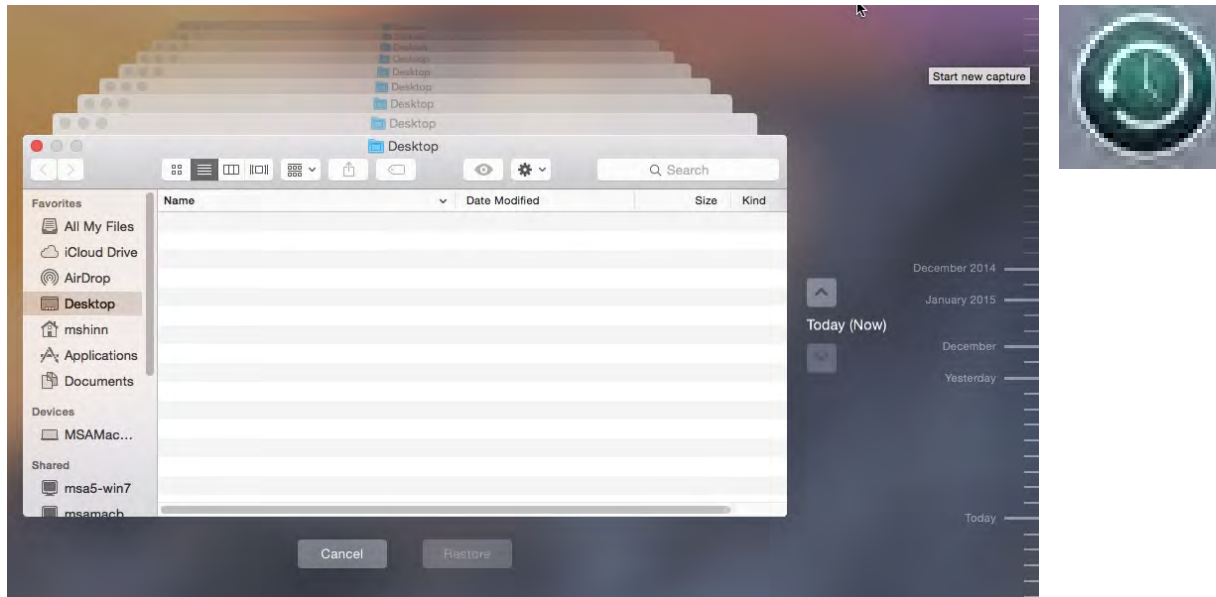 Desktop
Desktop
Desktop
Desktop
Desktop
Desktop
Start new capture
Search
Favorites
Name Date Modified Size Kind
All My Files
iCloud Drive
AirDrop
Desktop
mshinn
Applications
Documents
Devices
MSAMac...
Shared
msa5-win7
msamacb
December 2014
January 2015
Today (Now)
December
Yesterday
Today
Cancel Restore